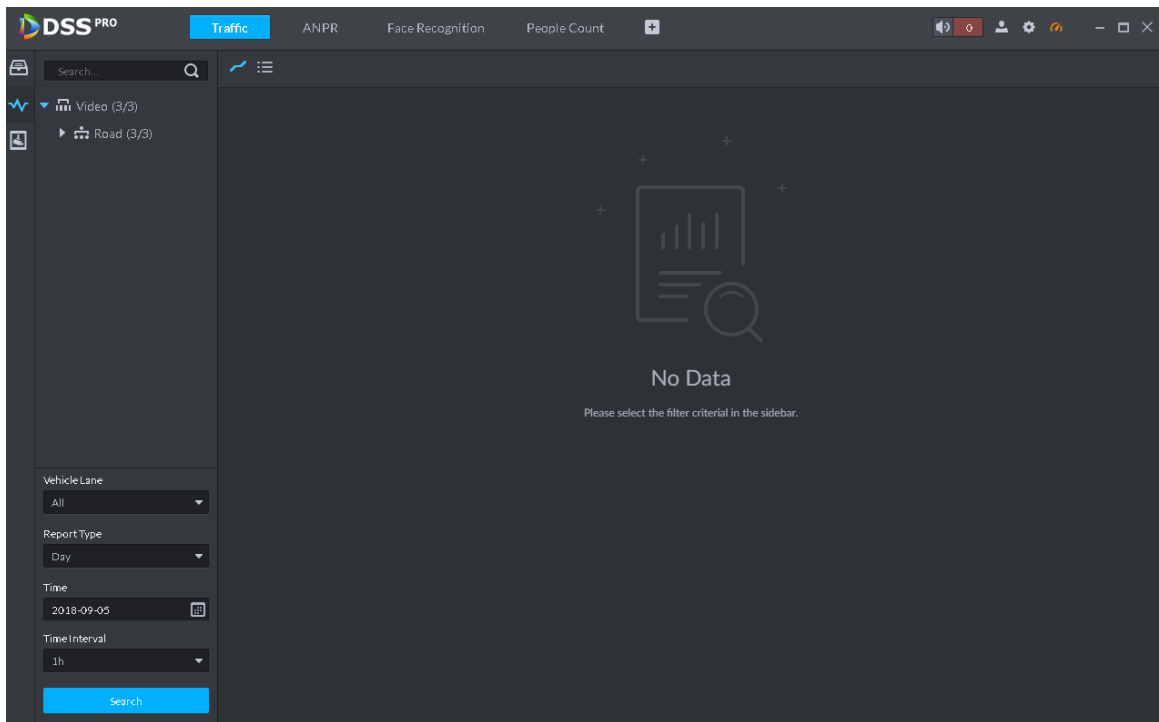 DSS PRO Traffic ANPR Face Recognition People Count 0
Search...
Video (3/3)
Road (3/3)
No Data
Please select the filter criterial in the sidebar.
Vehicle Lane
All
Report Type
Day
Time
2018-09-05
Time Interval
1h
Search